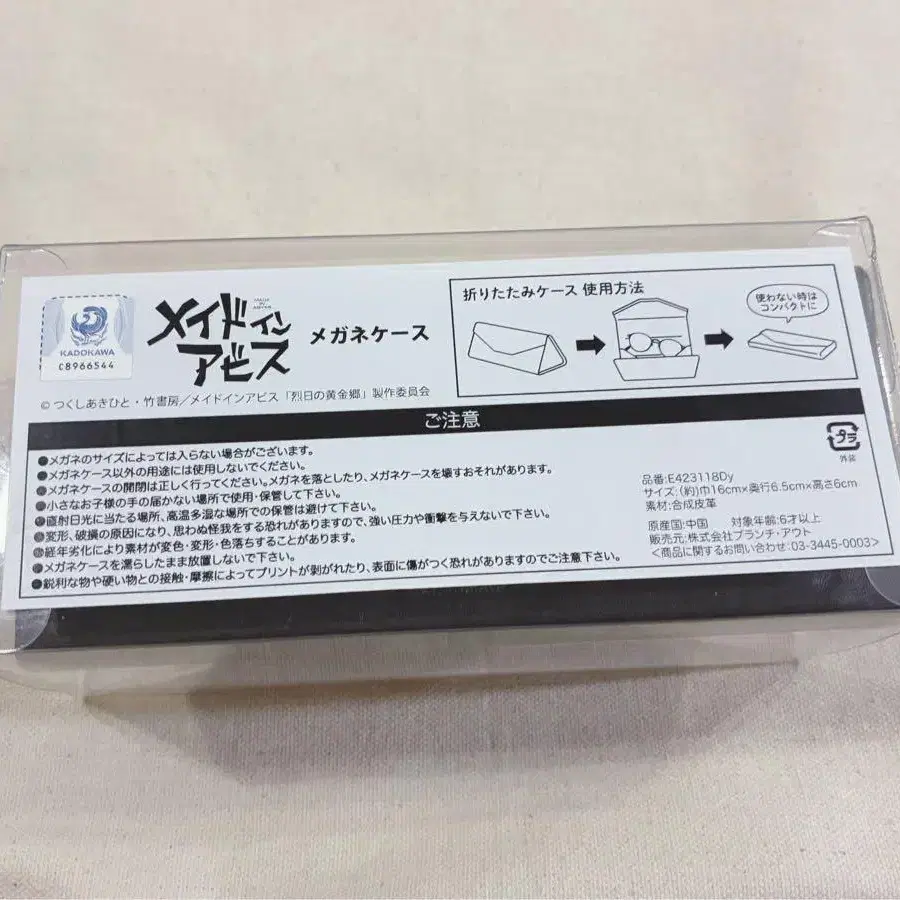 KADOKAWA
C8966544
メイドイン
アビス
メガネケース
© つくしあきひと・竹書房／メイドインアビス「烈日の黄金郷」製作委員会
折りたたみケース 使用方法
使わない時は
コンパクトに
ご注意
●メガネのサイズによっては入らない場合がございます。
●メガネケース以外の用途には使用しないでください。
●メガネケースの開閉は正しく行ってください。メガネを落としたり、メガネケースを壊すおそれがあります。
●小さなお子様の手の届かない場所で使用・保管して下さい。
●直射日光に当たる場所、高温多湿な場所での保管は避けて下さい。
●変形、破損の原因になり、思わぬ怪我をする恐れがありますので、強い圧力や衝撃を与えないで下さい。
●経年劣化により素材が変色・変形・色落ちすることがあります。
●メガネケースを濡らしたまま放置しないで下さい。
●鋭利な物や硬い物との接触・摩擦によってプリントが剥がれたり、表面に傷がつく恐れがありますのでご注意下さい。
プラ
外装
品番:E423118Dy
サイズ:(約)巾16cm×奥行6.5cm×高さ6cm
素材:合成皮革
原産国:中国 対象年齢:6才以上
販売元:株式会社ブランチ・アウト
<商品に関するお問い合わせ:03-3445-0003>